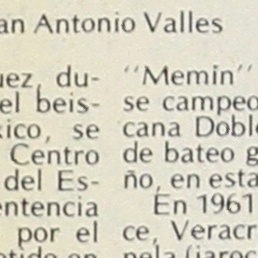 an Antonio Valles
uez, du-
el beis-
xico, se
Centro
del Es-
entencia
por el
"Memin"
se campeo
cana Doble
de bateo g
ño, en esta
En 1961
ce, Veracr